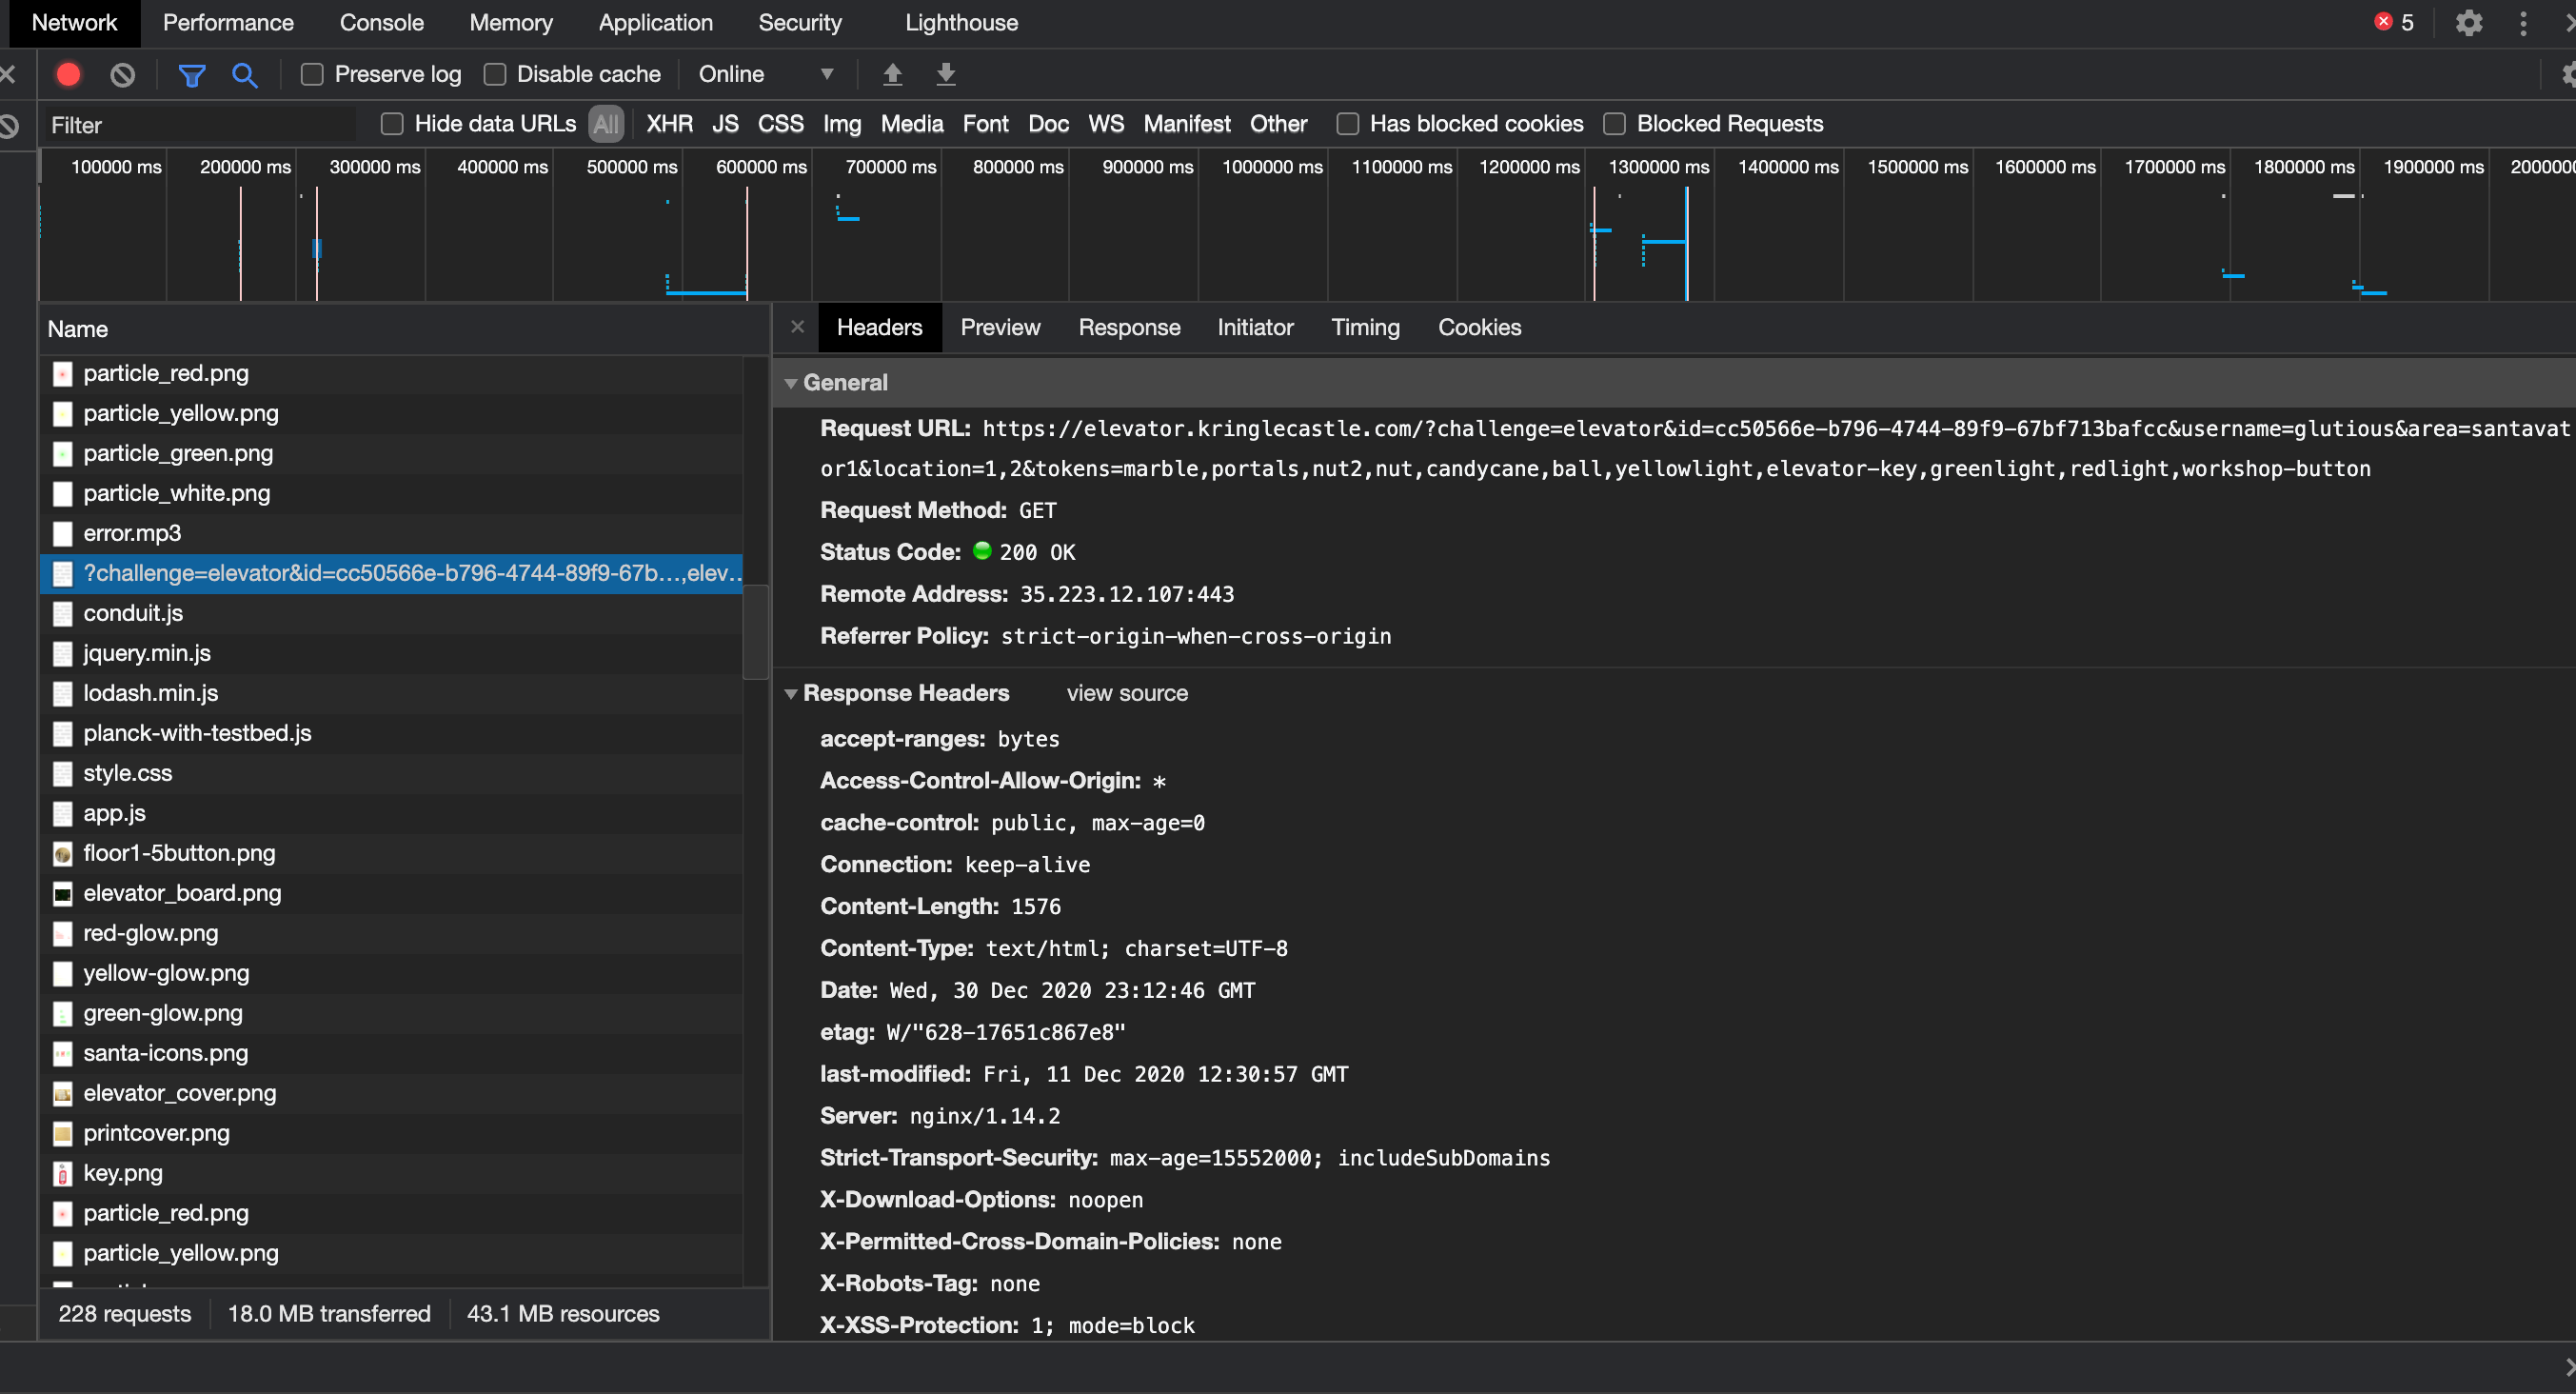 Network Performance Console Memory Application Security Lighthouse 5
Preserve log Disable cache Online
Filter Hide data URLs All XHR JS CSS Img Media Font Doc WS Manifest Other Has blocked cookies Blocked Requests
100000 ms 200000 ms 300000 ms 400000 ms 500000 ms 600000 ms 700000 ms 800000 ms 900000 ms 1000000 ms 1100000 ms 1200000 ms 1300000 ms 1400000 ms 1500000 ms 1600000 ms 1700000 ms 1800000 ms 1900000 ms
Name
particle_red.png
particle_yellow.png
particle_green.png
particle_white.png
error.mp3
?challenge=elevator&id=cc50566e-b796-4744-89f9-67b…,elev…
conduit.js
jquery.min.js
lodash.min.js
planck-with-testbed.js
style.css
app.js
floor1-5button.png
elevator_board.png
red-glow.png
yellow-glow.png
green-glow.png
santa-icons.png
elevator_cover.png
printcover.png
key.png
particle_red.png
particle_yellow.png
228 requests 18.0 MB transferred 43.1 MB resources
Headers Preview Response Initiator Timing Cookies
General
Request URL: https://elevator.kringlecastle.com/?challenge=elevator&id=cc50566e-b796-4744-89f9-67bf713bafcc&username=glutious&area=santavat
or1&location=1,2&tokens=marble,portals,nut2,nut,candycane,ball,yellowlight,elevator-key,greenlight,redlight,workshop-button
Request Method: GET
Status Code: 200 OK
Remote Address: 35.223.12.107:443
Referrer Policy: strict-origin-when-cross-origin
Response Headers view source
accept-ranges: bytes
Access-Control-Allow-Origin: *
cache-control: public, max-age=0
Connection: keep-alive
Content-Length: 1576
Content-Type: text/html; charset=UTF-8
Date: Wed, 30 Dec 2020 23:12:46 GMT
etag: W/"628-17651c867e8"
last-modified: Fri, 11 Dec 2020 12:30:57 GMT
Server: nginx/1.14.2
Strict-Transport-Security: max-age=15552000; includeSubDomains
X-Download-Options: noopen
X-Permitted-Cross-Domain-Policies: none
X-Robots-Tag: none
X-XSS-Protection: 1; mode=block